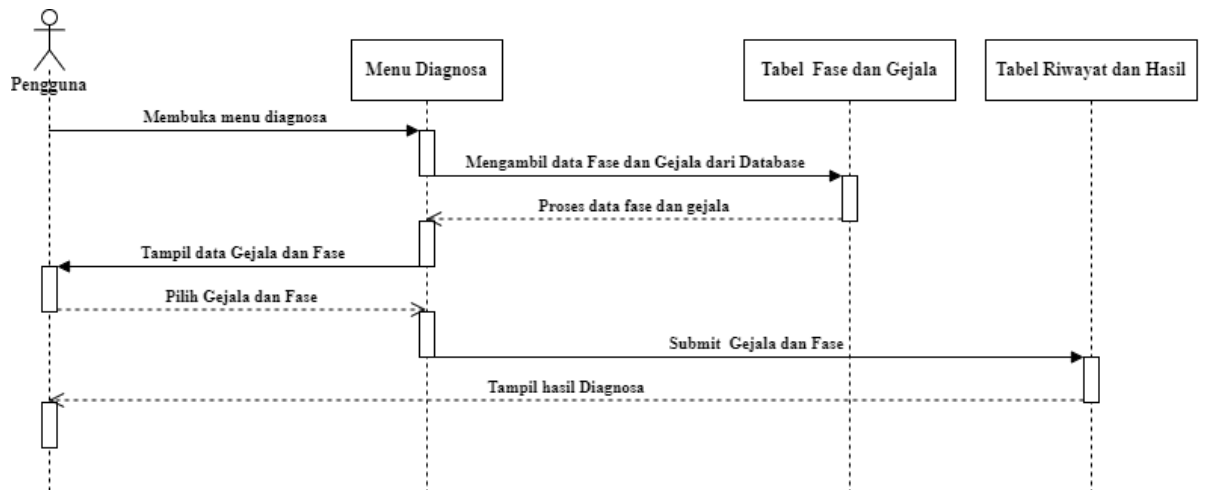 Pengguna
Menu Diagnosa
Tabel Fase dan Gejala
Tabel Riwayat dan Hasil
Membuka menu diagnosa
Mengambil data Fase dan Gejala dari Database
Proses data fase dan gejala
Tampil data Gejala dan Fase
Pilih Gejala dan Fase
Submit Gejala dan Fase
Tampil hasil Diagnosa